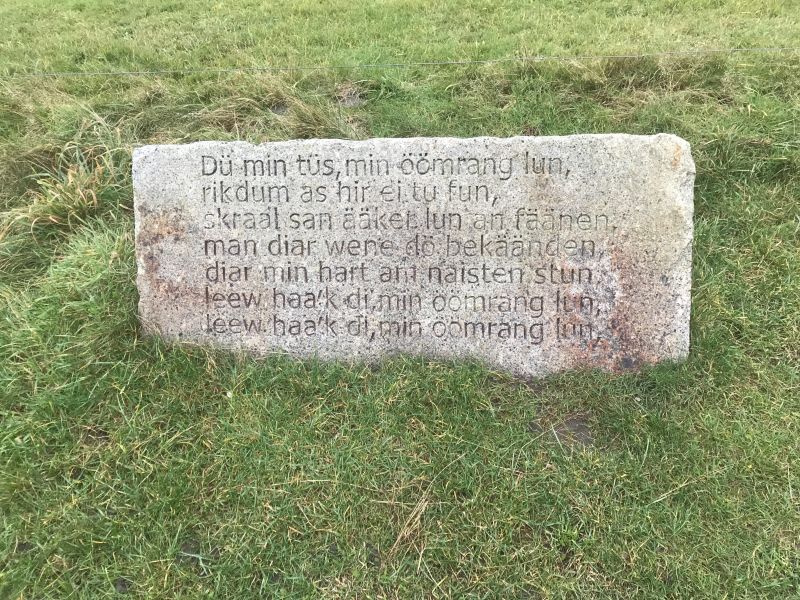 Dü min tüs, min öömrang lun,
rikdum as hir ei tu fun,
skraal san ääker, lun an fäänen,
man diar wene dö bekäänden,
diar min hart am naisten stun.
leew haa'k di, min öömrang lun,
leew haa'k di, min öömrang lun,